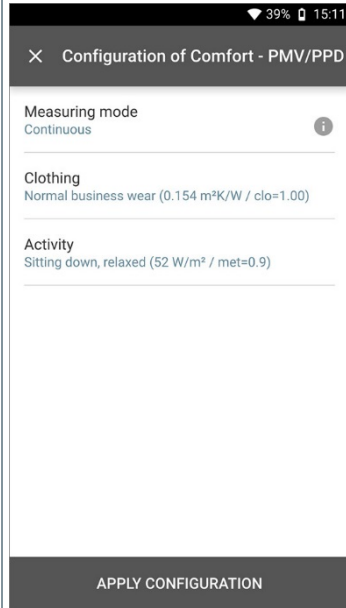 39% 15:11
Configuration of Comfort - PMV/PPD
Measuring mode
Continuous
Clothing
Normal business wear (0.154 m²K/W / clo=1.00)
Activity
Sitting down, relaxed (52 W/m² / met=0.9)
APPLY CONFIGURATION